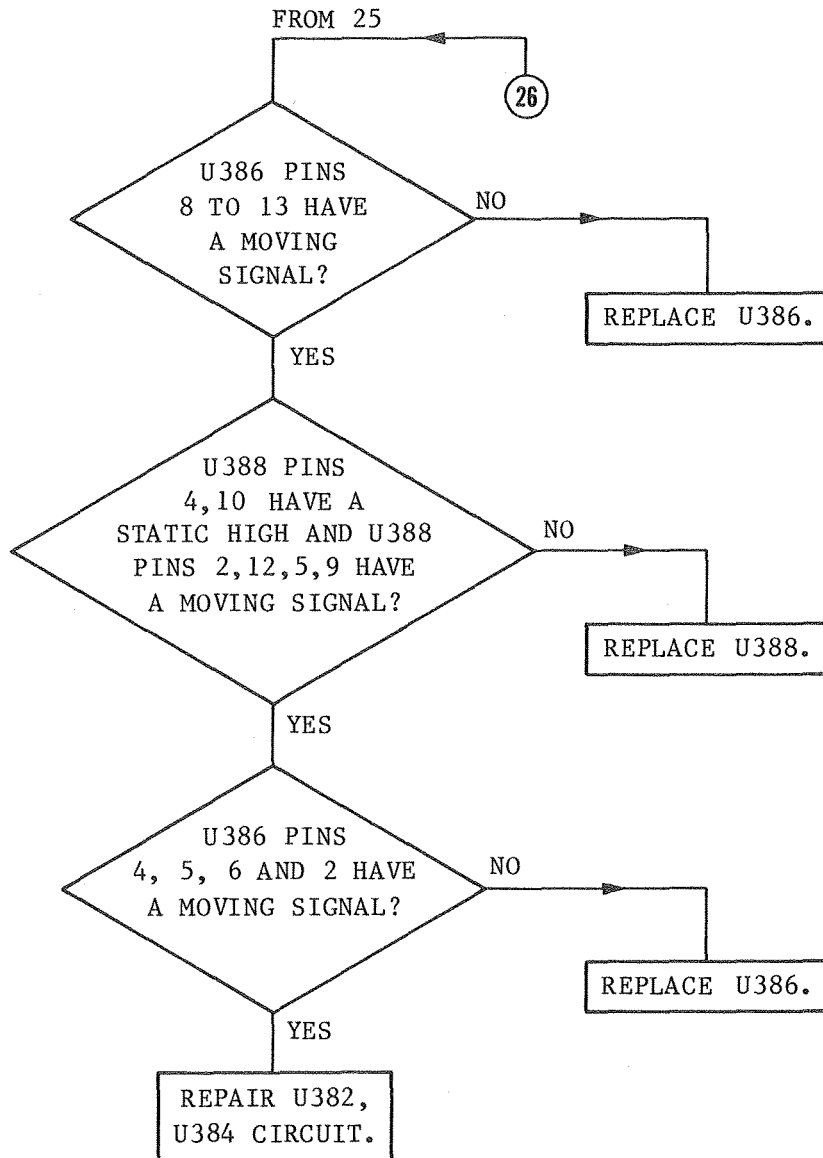 FROM 25
26
U386 PINS
8 TO 13 HAVE
A MOVING
SIGNAL?
NO
REPLACE U386.
YES
U388 PINS
4,10 HAVE A
STATIC HIGH AND U388
PINS 2,12,5,9 HAVE
A MOVING SIGNAL?
NO
REPLACE U388.
YES
U386 PINS
4, 5, 6 AND 2 HAVE
A MOVING SIGNAL?
NO
REPLACE U386.
YES
REPAIR U382,
U384 CIRCUIT.